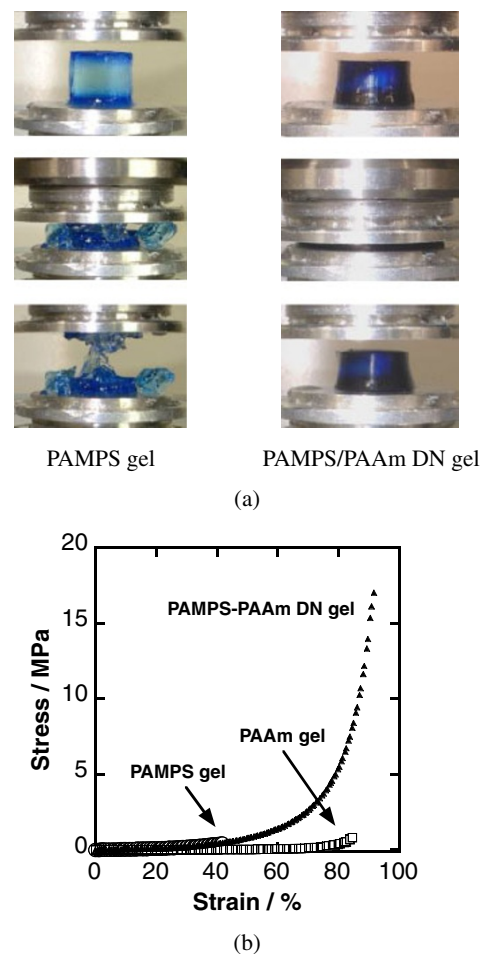 PAMPS gel
PAMPS/PAAm DN gel
(a)
20
15
10
5
0
Stress / MPa
PAMPS-PAAm DN gel
PAAm gel
PAMPS gel
0 20 40 60 80 100
Strain / %
(b)